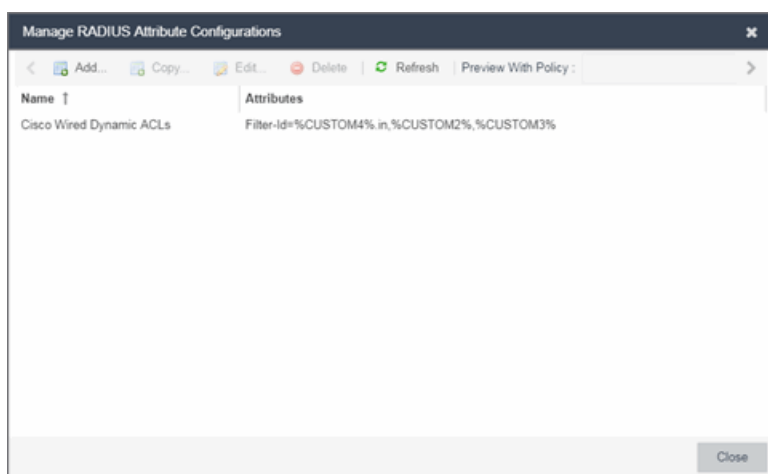 Manage RADIUS Attribute Configurations
Add... Copy... Edit... Delete Refresh Preview With Policy :
Name ↑ Attributes
Cisco Wired Dynamic ACLs Filter-Id=%CUSTOM4%.in,%CUSTOM2%,%CUSTOM3%
Close